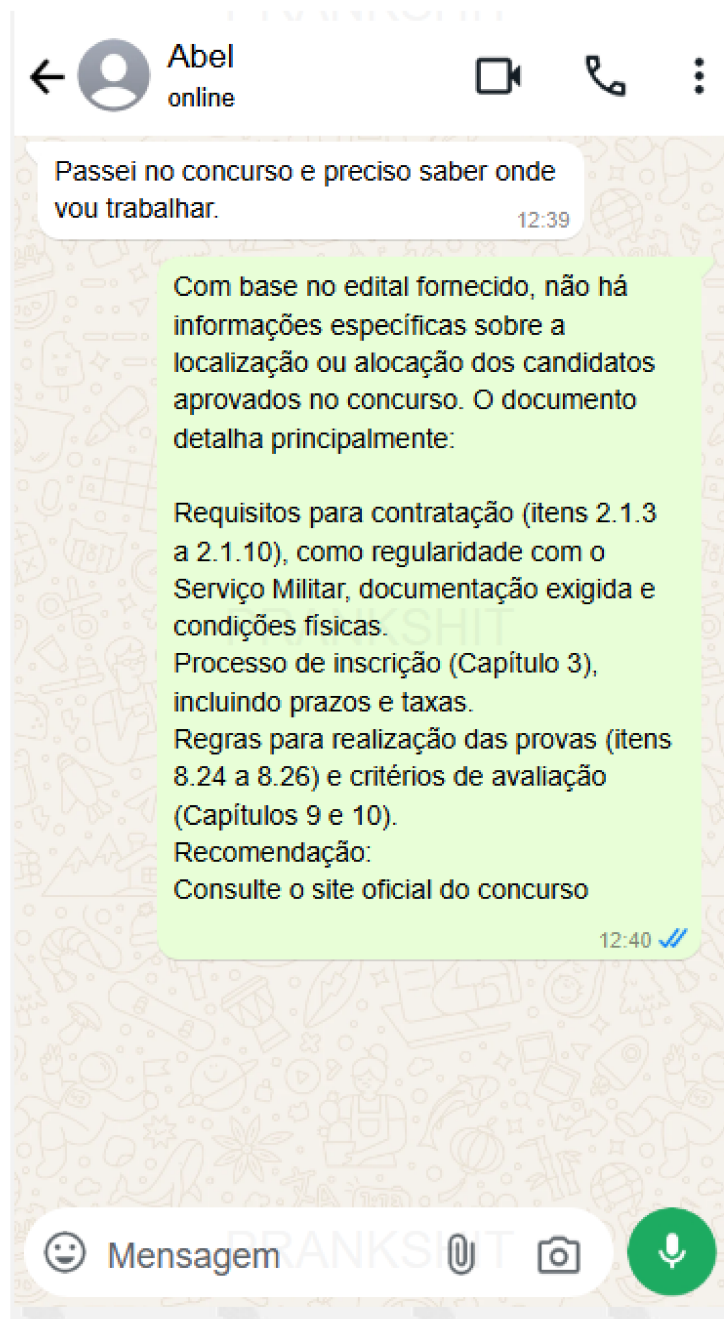 PRANKSHIT
Abel
online
Passei no concurso e preciso saber onde
vou trabalhar.
12:39
Com base no edital fornecido, não há
informações específicas sobre a
localização ou alocação dos candidatos
aprovados no concurso. O documento
detalha principalmente:
Requisitos para contratação (itens 2.1.3
a 2.1.10), como regularidade com o
Serviço Militar, documentação exigida e
condições físicas.
PRANKSHIT
Processo de inscrição (Capítulo 3),
incluindo prazos e taxas.
Regras para realização das provas (itens
8.24 a 8.26) e critérios de avaliação
(Capítulos 9 e 10).
Recomendação:
Consulte o site oficial do concurso
12:40
Mensagem
PRANKSHIT